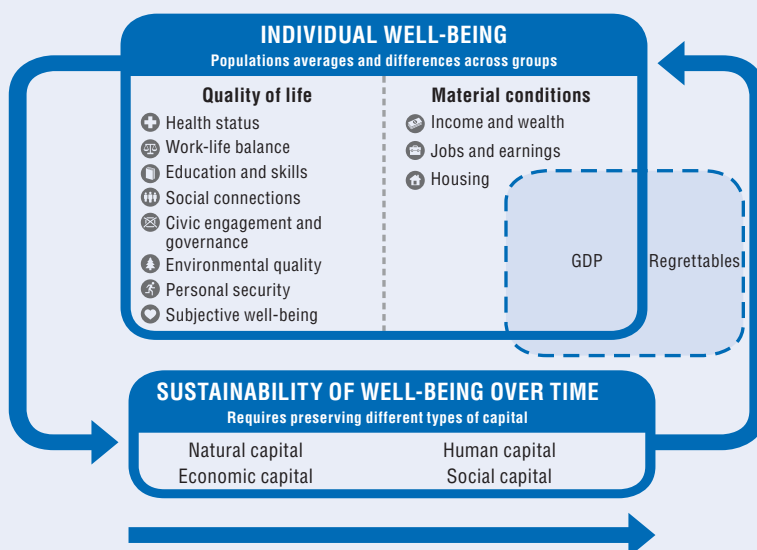 INDIVIDUAL WELL-BEING
Populations averages and differences across groups
Quality of life
Health status
Work-life balance
Education and skills
Social connections
Civic engagement and
governance
Environmental quality
Personal security
Subjective well-being
Material conditions
Income and wealth
Jobs and earnings
Housing
GDP
Regrettables
SUSTAINABILITY OF WELL-BEING OVER TIME
Requires preserving different types of capital
Natural capital
Human capital
Economic capital
Social capital